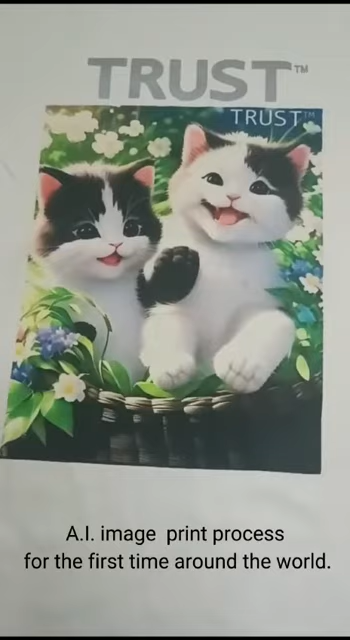 TRUST™
TRUST™
A.I. image print process
for the first time around the world.